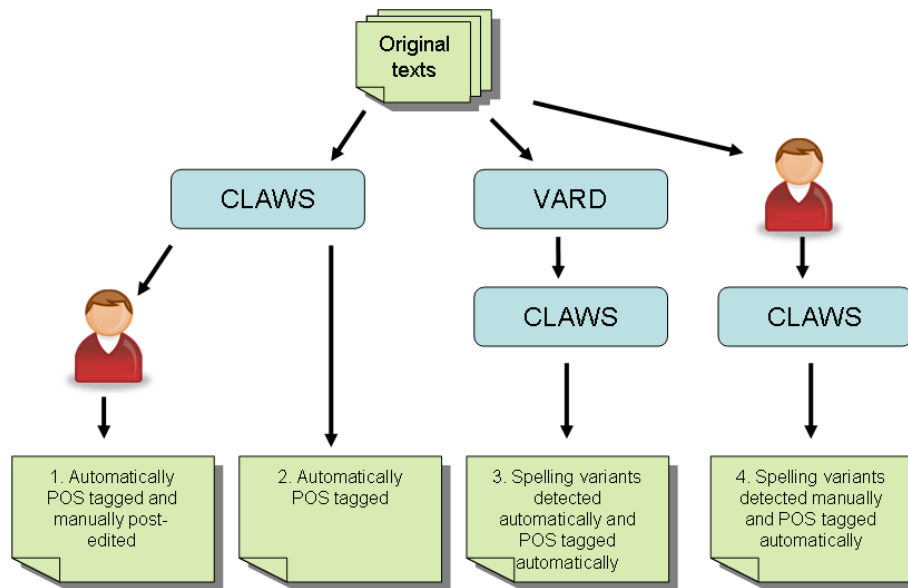 Original
texts
CLAWS
VARD
CLAWS
CLAWS
1. Automatically
POS tagged and
manually post-
edited
2. Automatically
POS tagged
3. Spelling variants
detected
automatically and
POS tagged
automatically
4. Spelling variants
detected manually
and POS tagged
automatically